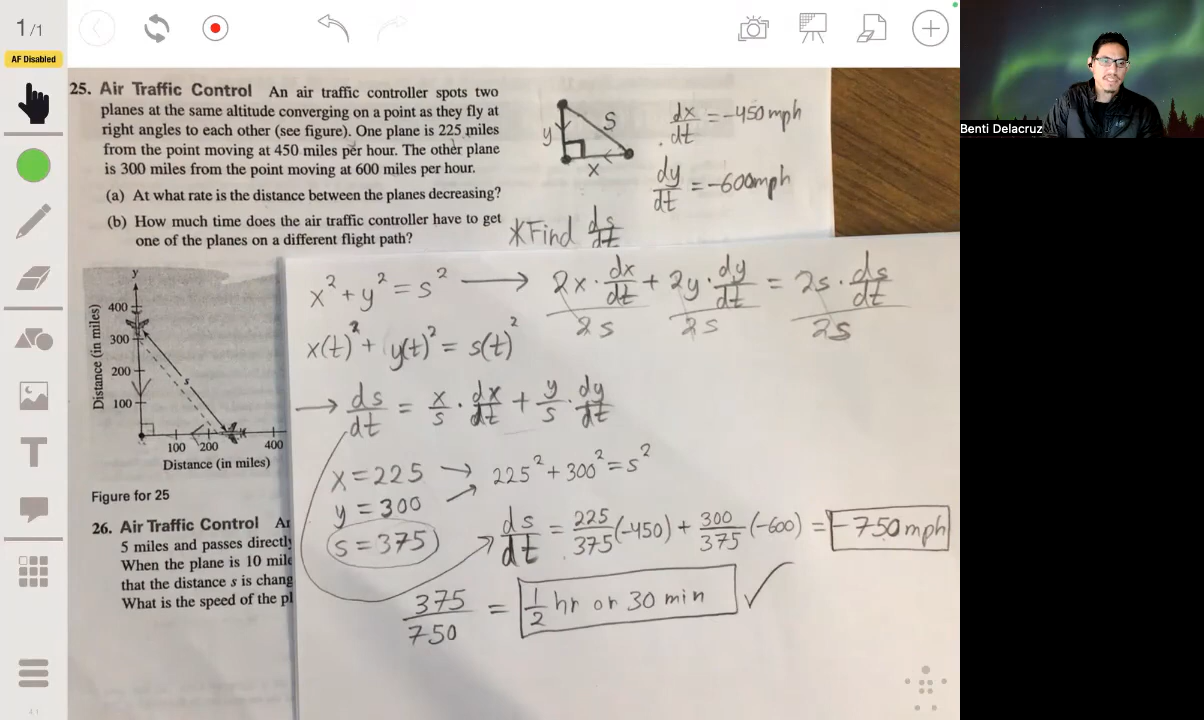 1/1
AF Disabled
25. Air Traffic Control An air traffic controller spots two
planes at the same altitude converging on a point as they fly at
right angles to each other (see figure). One plane is 225 miles
from the point moving at 450 miles per hour. The other plane
is 300 miles from the point moving at 600 miles per hour.
(a) At what rate is the distance between the planes decreasing?
(b) How much time does the air traffic controller have to get
one of the planes on a different flight path?
y
S
x
dx/dt = -450 mph
dy/dt = -600mph
*Find ds/dt
y
400
300
200
100
s
100 200 400
Distance (in miles)
Distance (in miles)
Figure for 25
26. Air Traffic Control
5 miles and passes directly
When the plane is 10 mile
that the distance s is chang
What is the speed of the pl
x² + y² = s² → 2x · dx/dt + 2y · dy/dt = 2s · ds/dt
2s 2s 2s
x(t)² + y(t)² = s(t)²
→ ds/dt = x/s · dx/dt + y/s · dy/dt
x = 225 → 225² + 300² = s²
y = 300 →
s = 375
ds/dt = 225/375 (-450) + 300/375 (-600) = -750 mph
375/750 = 1/2 hr or 30 min ✓
Benti Delacruz
T